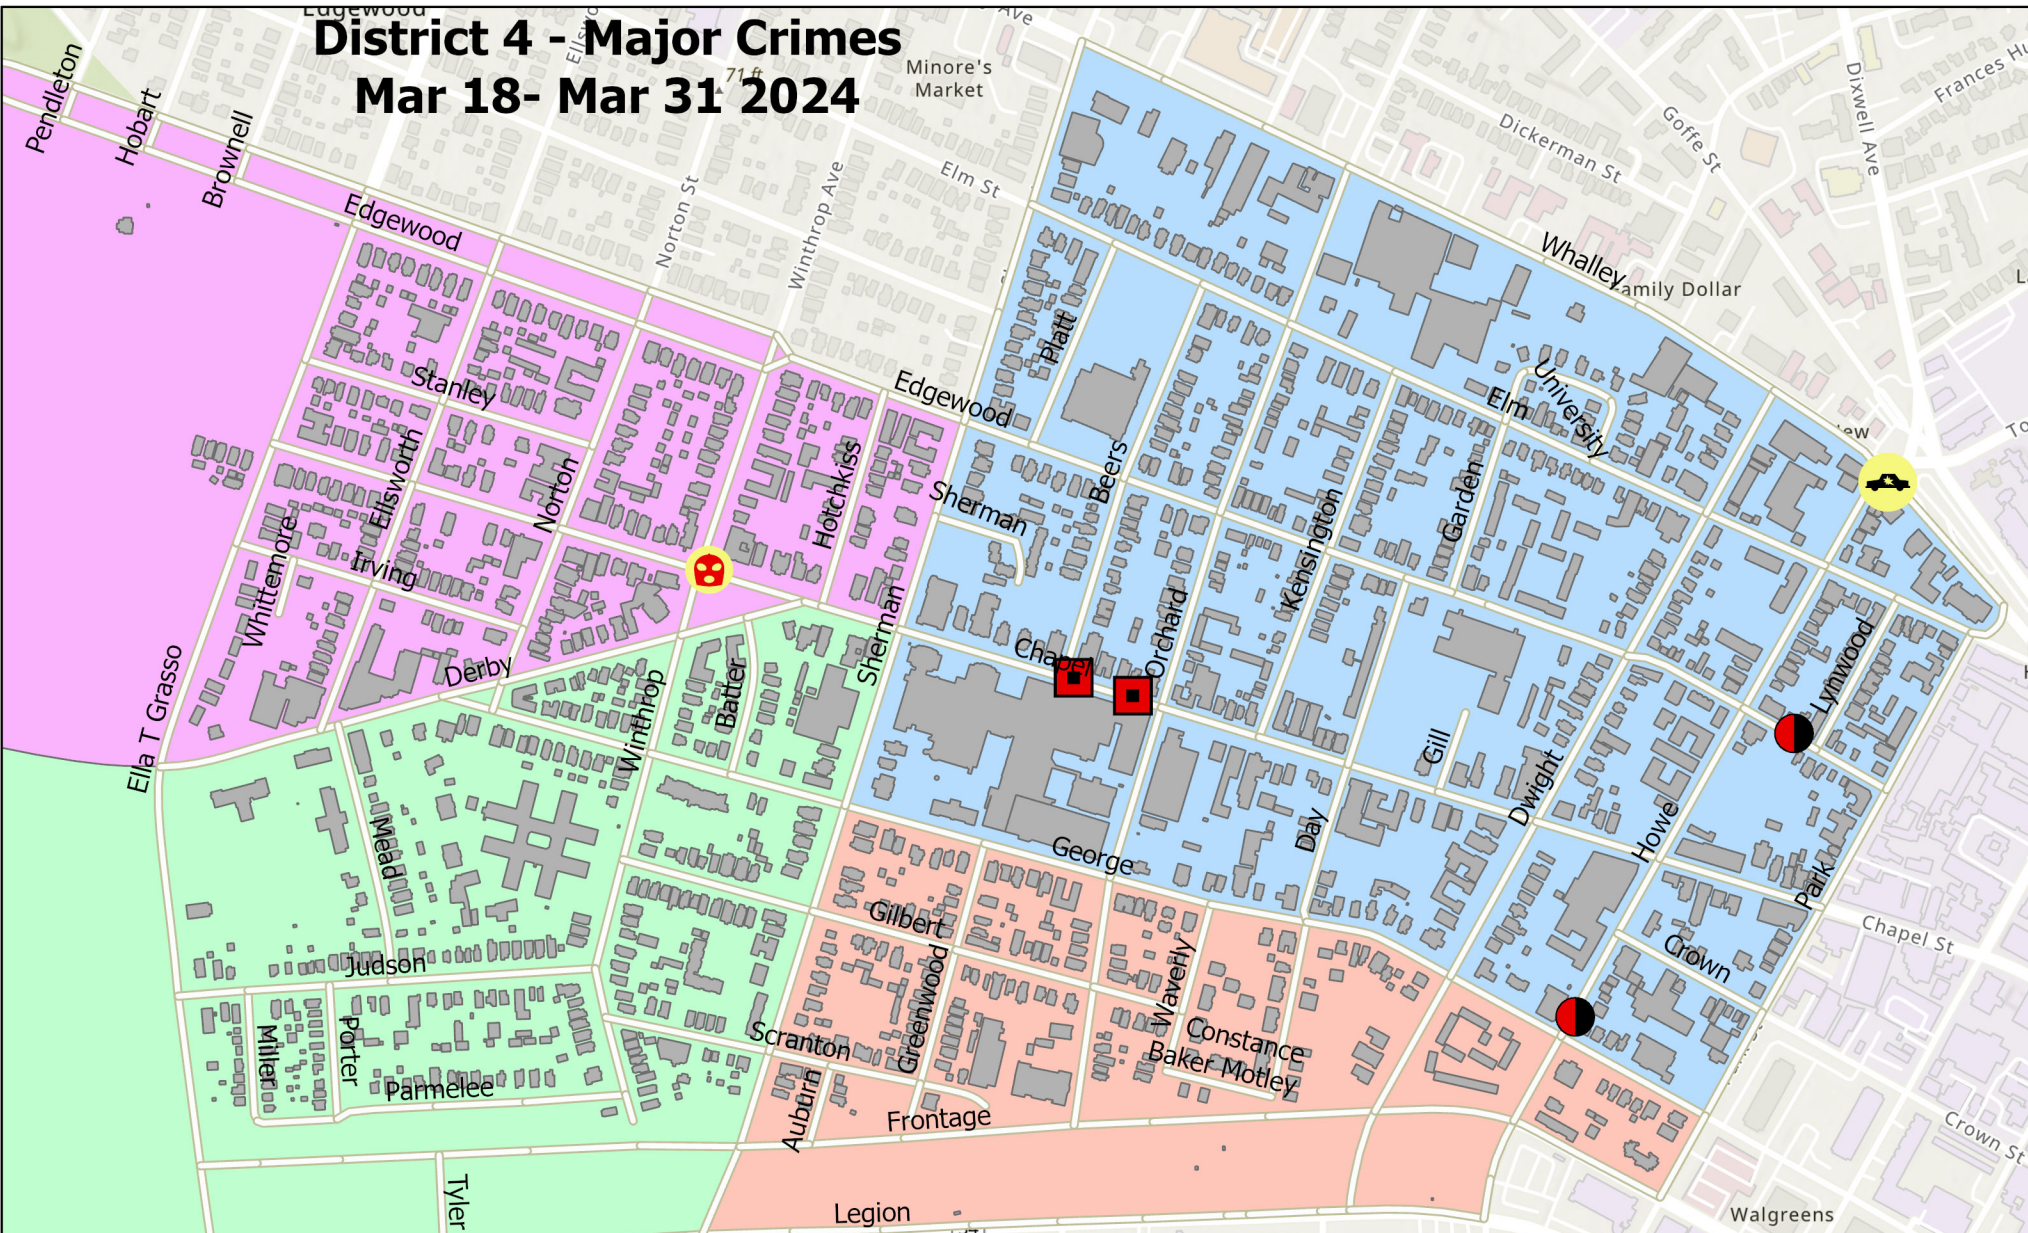 Edgewood
District 4 - Major Crimes
Mar 18- Mar 31 2024
71 ft
Ave
Minore's
Market
Pendleton
Hobart
Brownell
Norton St
Winthrop Ave
Elm St
Dickerman St
Goffe St
Dixwell Ave
Edgewood
Whalley
Family Dollar
Platt
Stanley
Edgewood
University
Elm
Hotchkiss
Ellsworth
Norton
Beers
Garden
Sherman
Kensington
Whittemore
Irving
Sherman
Orchard
Chapel
Lynwood
Derby
Batter
Winthrop
Ella T Grasso
Gill
Dwight
Howe
Day
Mead
George
Park
Gilbert
Chapel St
Crown
Judson
Greenwood
Waverly
Miller
Porter
Scranton
Constance
Baker Motley
Parmelee
Auburn
Frontage
Crown St
Tyler
Legion
Walgreens